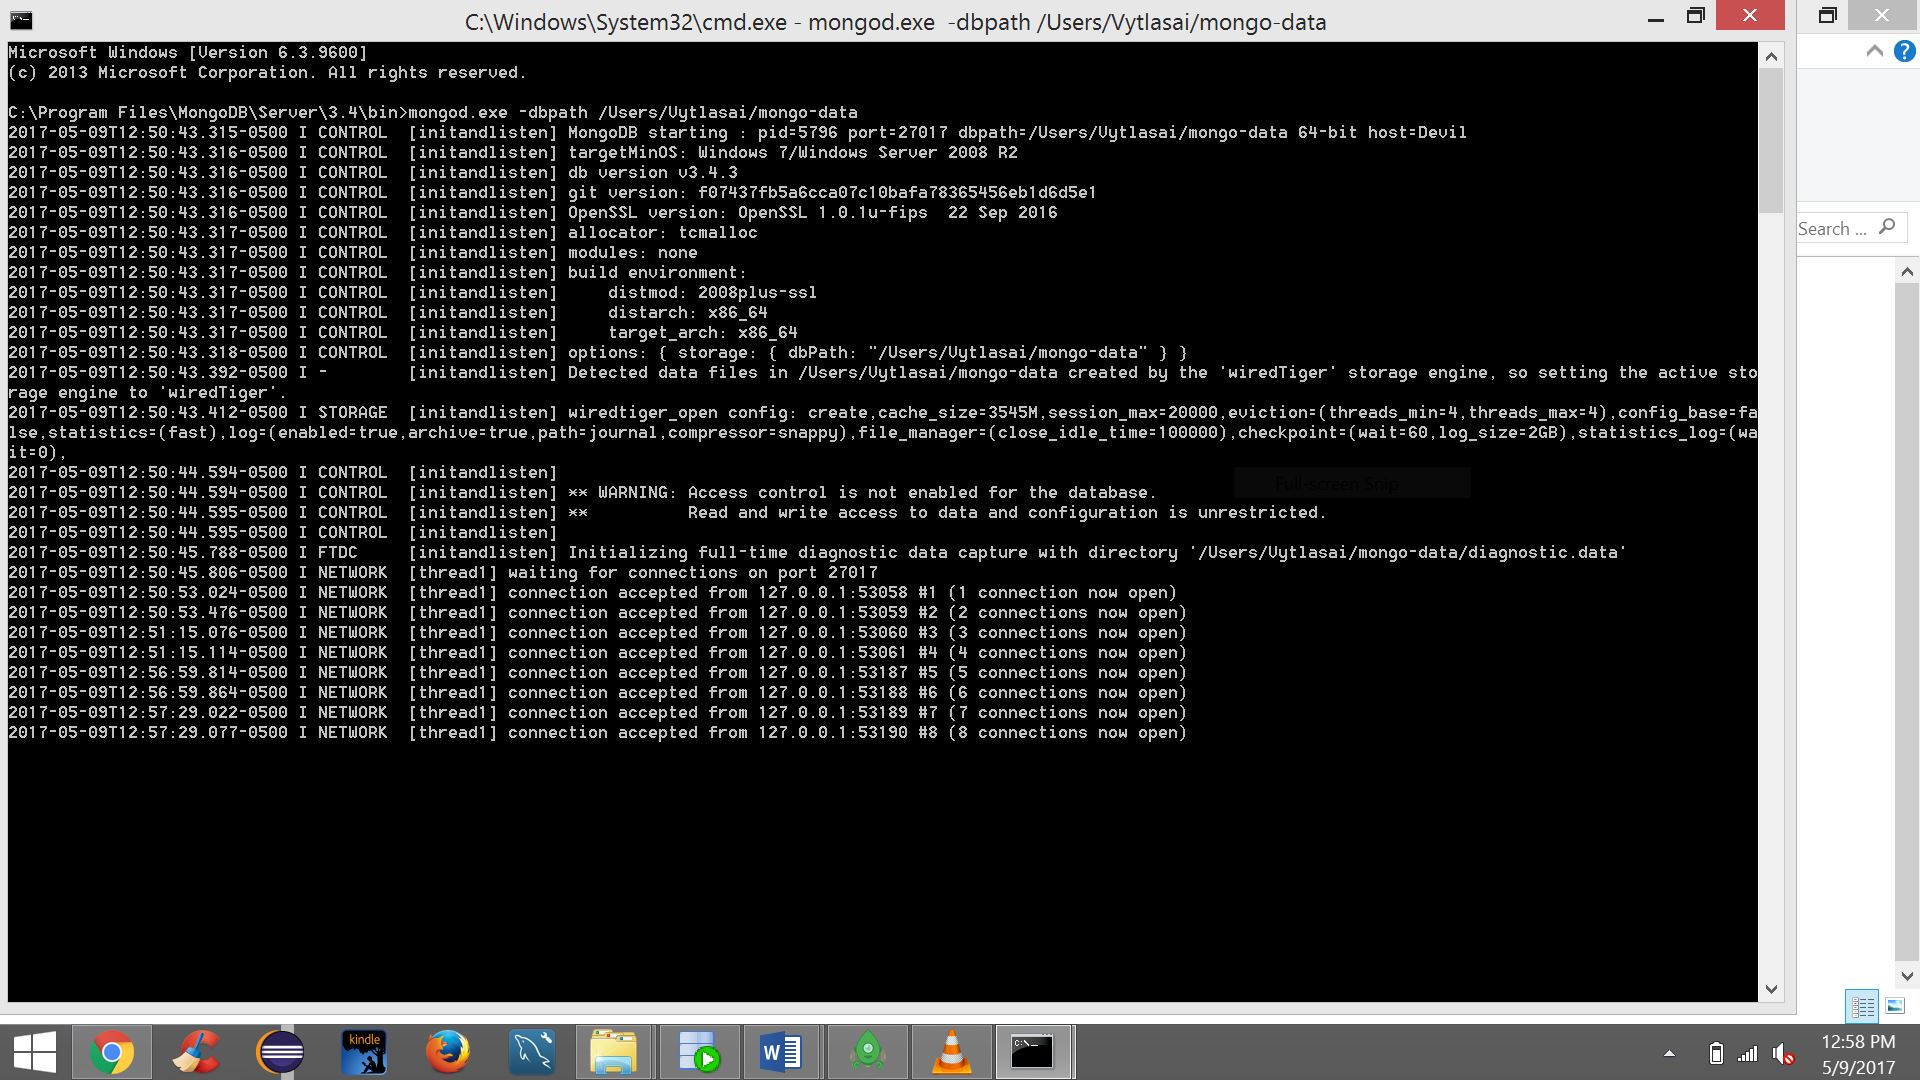 C:\Windows\System32\cmd.exe - mongod.exe  -dbpath /Users/Vytlasai/mongo-data
Microsoft Windows [Version 6.3.9600]
(c) 2013 Microsoft Corporation. All rights reserved.
C:\Program Files\MongoDB\Server\3.4\bin>mongod.exe -dbpath /Users/Vytlasai/mongo-data
2017-05-09T12:50:43.315-0500 I CONTROL  [initandlisten] MongoDB starting : pid=5796 port=27017 dbpath=/Users/Vytlasai/mongo-data 64-bit host=Devil
2017-05-09T12:50:43.316-0500 I CONTROL  [initandlisten] targetMinOS: Windows 7/Windows Server 2008 R2
2017-05-09T12:50:43.316-0500 I CONTROL  [initandlisten] db version v3.4.3
2017-05-09T12:50:43.316-0500 I CONTROL  [initandlisten] git version: f07437fb5a6cca07c10bafa78365456eb1d6d5e1
2017-05-09T12:50:43.316-0500 I CONTROL  [initandlisten] OpenSSL version: OpenSSL 1.0.1u-fips  22 Sep 2016
2017-05-09T12:50:43.317-0500 I CONTROL  [initandlisten] allocator: tcmalloc
2017-05-09T12:50:43.317-0500 I CONTROL  [initandlisten] modules: none
2017-05-09T12:50:43.317-0500 I CONTROL  [initandlisten] build environment:
2017-05-09T12:50:43.317-0500 I CONTROL  [initandlisten]     distmod: 2008plus-ssl
2017-05-09T12:50:43.317-0500 I CONTROL  [initandlisten]     distarch: x86_64
2017-05-09T12:50:43.317-0500 I CONTROL  [initandlisten]     target_arch: x86_64
2017-05-09T12:50:43.318-0500 I CONTROL  [initandlisten] options: { storage: { dbPath: "/Users/Vytlasai/mongo-data" } }
2017-05-09T12:50:43.392-0500 I -        [initandlisten] Detected data files in /Users/Vytlasai/mongo-data created by the 'wiredTiger' storage engine, so setting the active sto
rage engine to 'wiredTiger'.
2017-05-09T12:50:43.412-0500 I STORAGE  [initandlisten] wiredtiger_open config: create,cache_size=3545M,session_max=20000,eviction=(threads_min=4,threads_max=4),config_base=fa
lse,statistics=(fast),log=(enabled=true,archive=true,path=journal,compressor=snappy),file_manager=(close_idle_time=100000),checkpoint=(wait=60,log_size=2GB),statistics_log=(wa
it=0),
2017-05-09T12:50:44.594-0500 I CONTROL  [initandlisten]
2017-05-09T12:50:44.594-0500 I CONTROL  [initandlisten] ** WARNING: Access control is not enabled for the database.
2017-05-09T12:50:44.595-0500 I CONTROL  [initandlisten] **          Read and write access to data and configuration is unrestricted.
2017-05-09T12:50:44.595-0500 I CONTROL  [initandlisten]
2017-05-09T12:50:45.788-0500 I FTDC     [initandlisten] Initializing full-time diagnostic data capture with directory '/Users/Vytlasai/mongo-data/diagnostic.data'
2017-05-09T12:50:45.806-0500 I NETWORK  [thread1] waiting for connections on port 27017
2017-05-09T12:50:53.024-0500 I NETWORK  [thread1] connection accepted from 127.0.0.1:53058 #1 (1 connection now open)
2017-05-09T12:50:53.476-0500 I NETWORK  [thread1] connection accepted from 127.0.0.1:53059 #2 (2 connections now open)
2017-05-09T12:51:15.076-0500 I NETWORK  [thread1] connection accepted from 127.0.0.1:53060 #3 (3 connections now open)
2017-05-09T12:51:15.114-0500 I NETWORK  [thread1] connection accepted from 127.0.0.1:53061 #4 (4 connections now open)
2017-05-09T12:56:59.814-0500 I NETWORK  [thread1] connection accepted from 127.0.0.1:53187 #5 (5 connections now open)
2017-05-09T12:56:59.864-0500 I NETWORK  [thread1] connection accepted from 127.0.0.1:53188 #6 (6 connections now open)
2017-05-09T12:57:29.022-0500 I NETWORK  [thread1] connection accepted from 127.0.0.1:53189 #7 (7 connections now open)
2017-05-09T12:57:29.077-0500 I NETWORK  [thread1] connection accepted from 127.0.0.1:53190 #8 (8 connections now open)
Full-screen Snip
Search ...
kindle
12:58 PM
5/9/2017